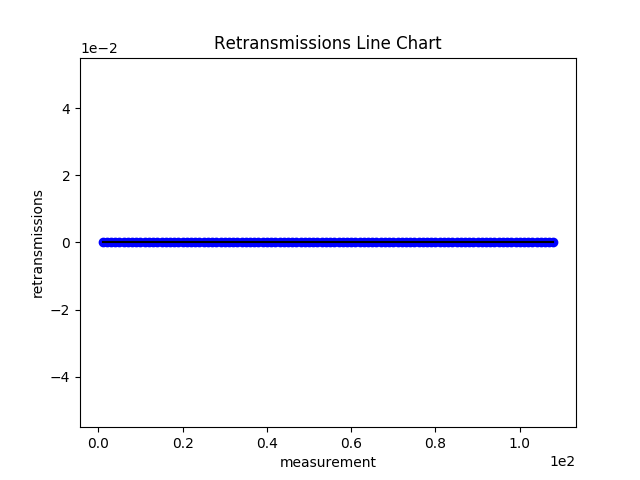 Retransmissions Line Chart
1e−2
4
2
0
−2
−4
retransmissions
0.0 0.2 0.4 0.6 0.8 1.0
1e2
measurement